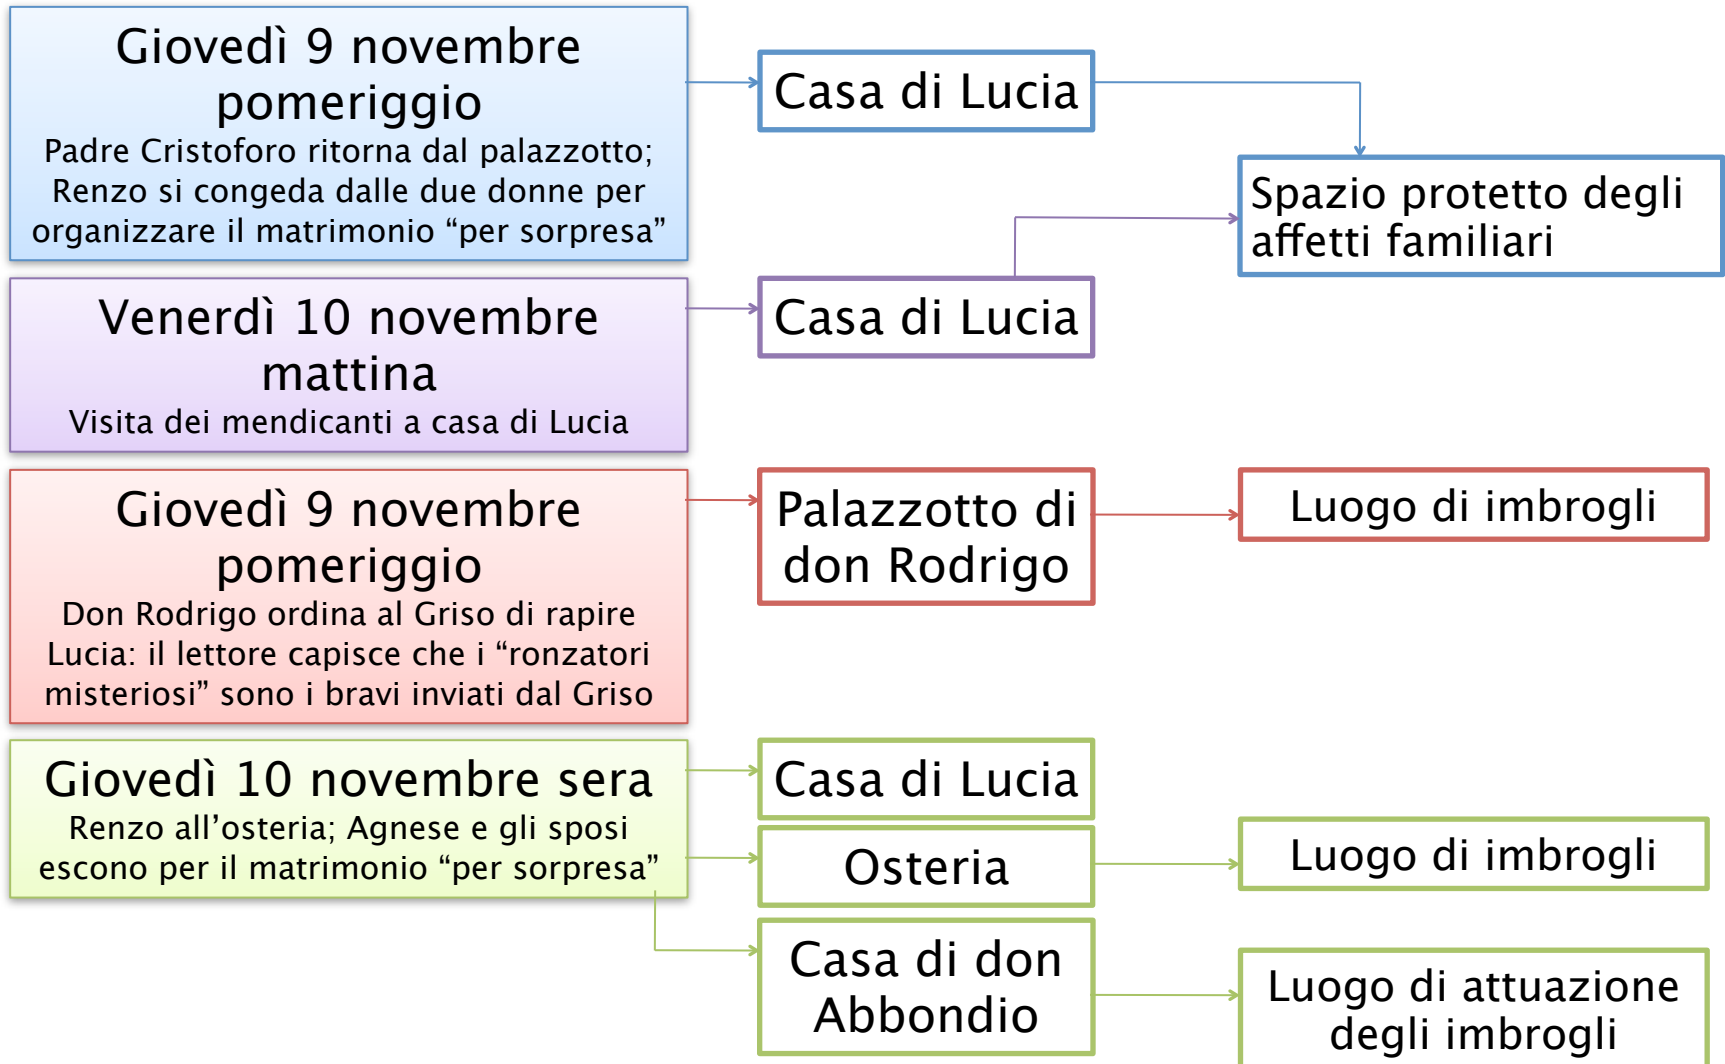 Giovedì 9 novembre
pomeriggio
Padre Cristoforo ritorna dal palazzotto;
Renzo si congeda dalle due donne per
organizzare il matrimonio “per sorpresa”
Casa di Lucia
Spazio protetto degli
affetti familiari
Venerdì 10 novembre
mattina
Visita dei mendicanti a casa di Lucia
Casa di Lucia
Giovedì 9 novembre
pomeriggio
Don Rodrigo ordina al Griso di rapire
Lucia: il lettore capisce che i “ronzatori
misteriosi” sono i bravi inviati dal Griso
Palazzotto di
don Rodrigo
Luogo di imbrogli
Giovedì 10 novembre sera
Renzo all’osteria; Agnese e gli sposi
escono per il matrimonio “per sorpresa”
Casa di Lucia
Osteria
Luogo di imbrogli
Casa di don
Abbondio
Luogo di attuazione
degli imbrogli